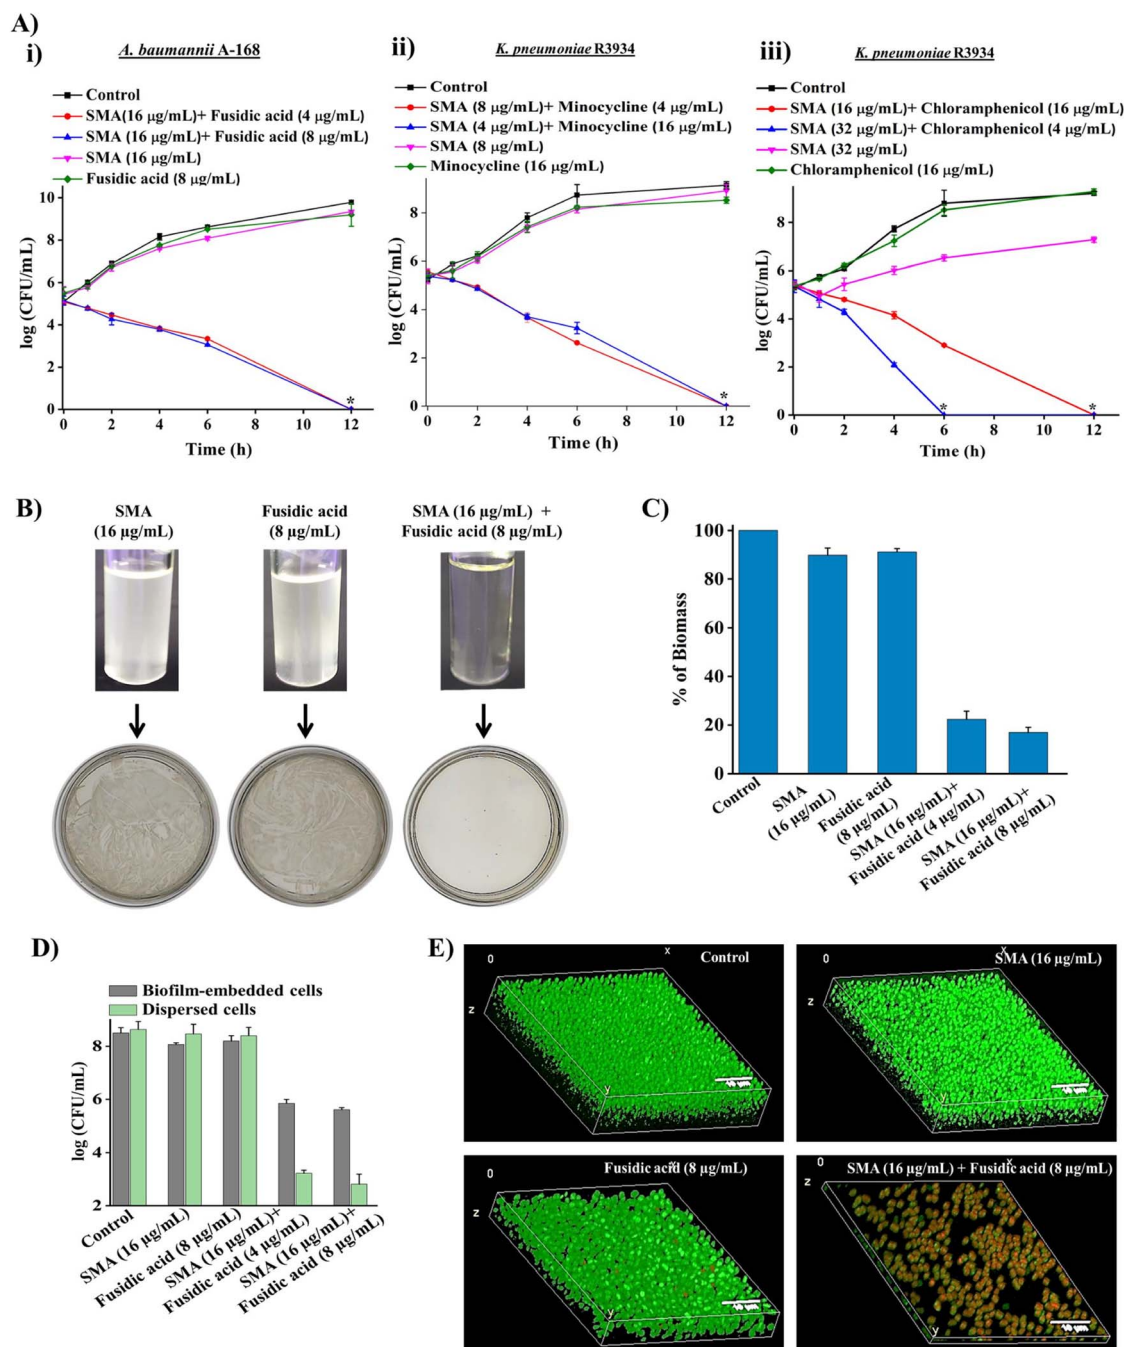 A)
i)
A. baumannii A-168
Control
SMA(16 µg/mL)+ Fusidic acid (4 µg/mL)
SMA (16 µg/mL)+ Fusidic acid (8 µg/mL)
SMA (16 µg/mL)
Fusidic acid (8 µg/mL)
log (CFU/mL)
10
8
6
4
2
0
0 2 4 6 8 10 12
*
Time (h)
ii)
K. pneumoniae R3934
Control
SMA (8 µg/mL)+ Minocycline (4 µg/mL)
SMA (4 µg/mL)+ Minocycline (16 µg/mL)
SMA (8 µg/mL)
Minocycline (16 µg/mL)
log (CFU/mL)
8
6
4
2
0
0 2 4 6 8 10 12
*
Time (h)
iii)
K. pneumoniae R3934
Control
SMA (16 µg/mL)+ Chloramphenicol (16 µg/mL)
SMA (32 µg/mL)+ Chloramphenicol (4 µg/mL)
SMA (32 µg/mL)
Chloramphenicol (16 µg/mL)
log (CFU/mL)
8
6
4
2
0
0 2 4 6 8 10 12
* *
Time (h)
B)
SMA
(16 µg/mL)
Fusidic acid
(8 µg/mL)
SMA (16 µg/mL) +
Fusidic acid (8 µg/mL)
C)
% of Biomass
100
80
60
40
20
0
Control
SMA
(16 µg/mL)
Fusidic acid
(8 µg/mL)
SMA (16 µg/mL)+
Fusidic acid (4 µg/mL)
SMA (16 µg/mL)+
Fusidic acid (8 µg/mL)
D)
Biofilm-embedded cells
Dispersed cells
log (CFU/mL)
8
6
4
2
Control
SMA (16 µg/mL)
Fusidic acid (8 µg/mL)
SMA (16 µg/mL)+
Fusidic acid (4 µg/mL)
SMA (16 µg/mL)+
Fusidic acid (8 µg/mL)
E)
0
x
z
y
Control
10 µm
0
x
z
y
SMA (16 µg/mL)
10 µm
0
x
z
y
Fusidic acid (8 µg/mL)
10 µm
0
x
z
y
SMA (16 µg/mL) + Fusidic acid (8 µg/mL)
10 µm